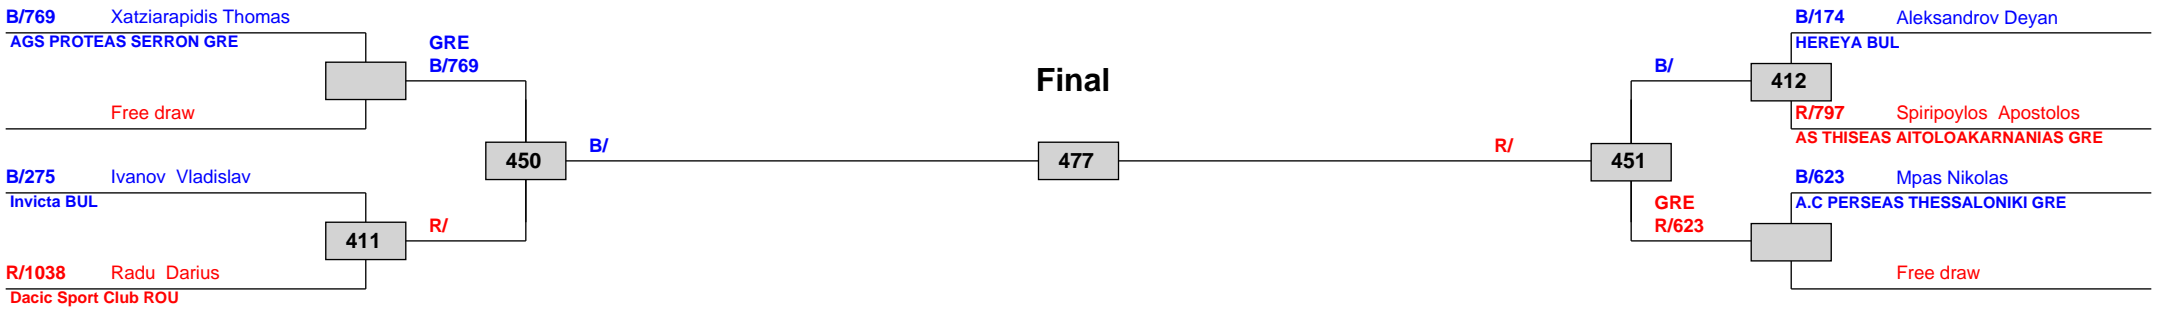 B/769 Xatziarapidis Thomas
AGS PROTEAS SERRON GRE
GRE
B/769
Free draw
450
B/
B/275 Ivanov Vladislav
Invicta BUL
411
R/
R/1038 Radu Darius
Dacic Sport Club ROU
Final
477
B/174 Aleksandrov Deyan
HEREYA BUL
B/
412
R/797 Spiripoylos Apostolos
AS THISEAS AITOLOAKARNANIAS GRE
R/
451
B/623 Mpas Nikolas
A.C PERSEAS THESSALONIKI GRE
GRE
R/623
Free draw